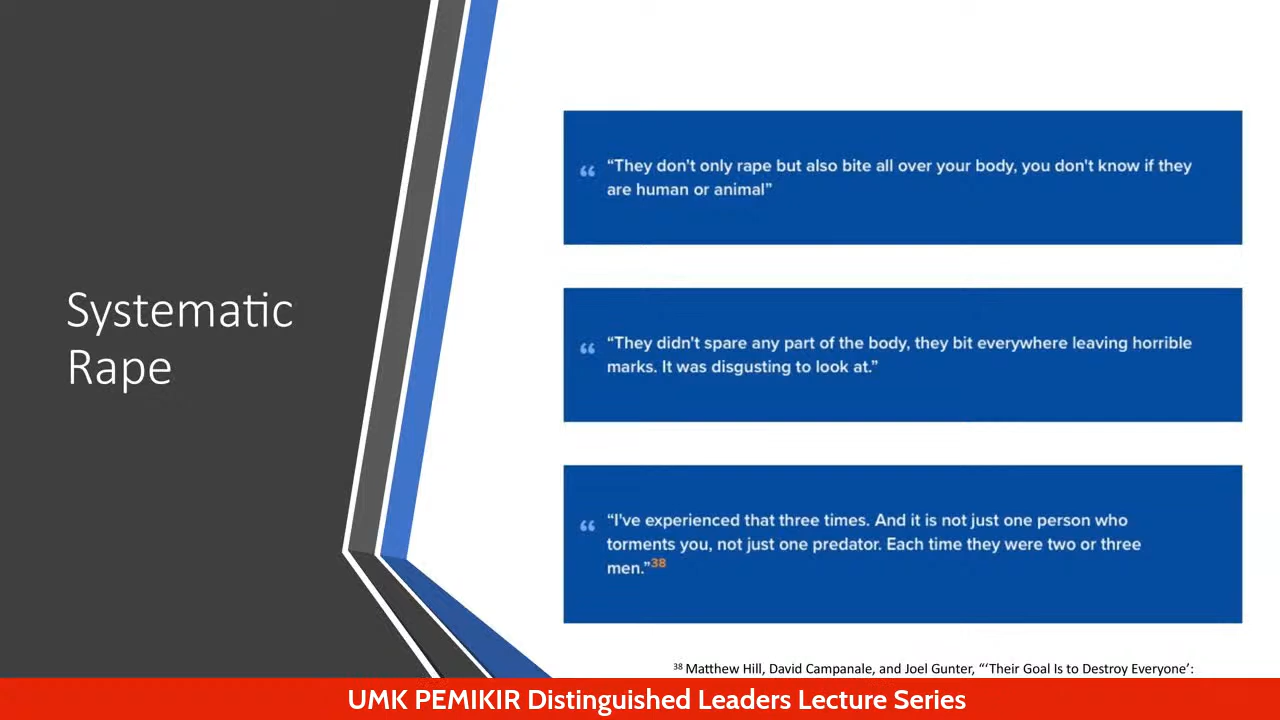 Systematic
Rape
“They don't only rape but also bite all over your body, you don't know if they
are human or animal”
“They didn't spare any part of the body, they bit everywhere leaving horrible
marks. It was disgusting to look at.”
“I've experienced that three times. And it is not just one person who
torments you, not just one predator. Each time they were two or three
men.”38
38 Matthew Hill, David Campanale, and Joel Gunter, “‘Their Goal Is to Destroy Everyone’:
UMK PEMIKIR Distinguished Leaders Lecture Series